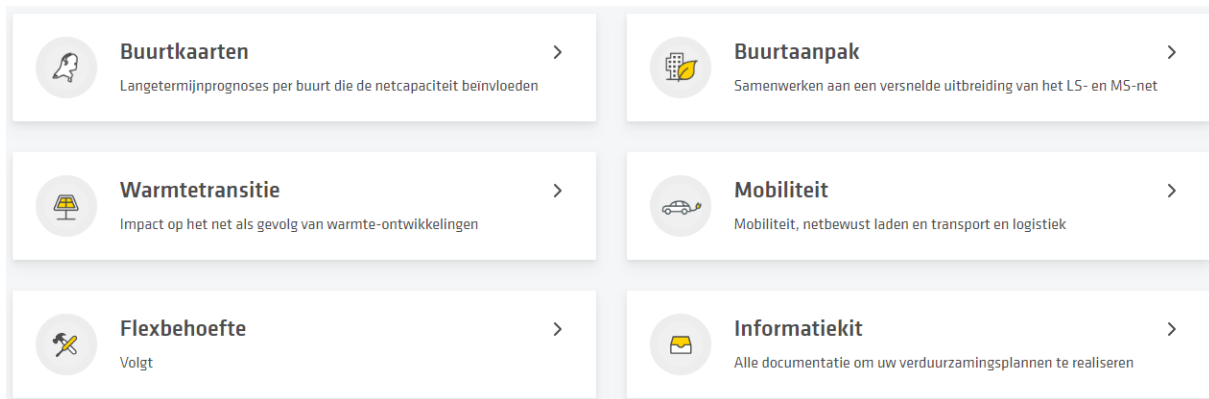 Buurtkaarten
Langetermijnprognoses per buurt die de netcapaciteit beïnvloeden
Buurtaanpak
Samenwerken aan een versnelde uitbreiding van het LS- en MS-net
Warmtetransitie
Impact op het net als gevolg van warmte-ontwikkelingen
Mobiliteit
Mobiliteit, netbewust laden en transport en logistiek
Flexbehoefte
Volgt
Informatiekit
Alle documentatie om uw verduurzamingsplannen te realiseren